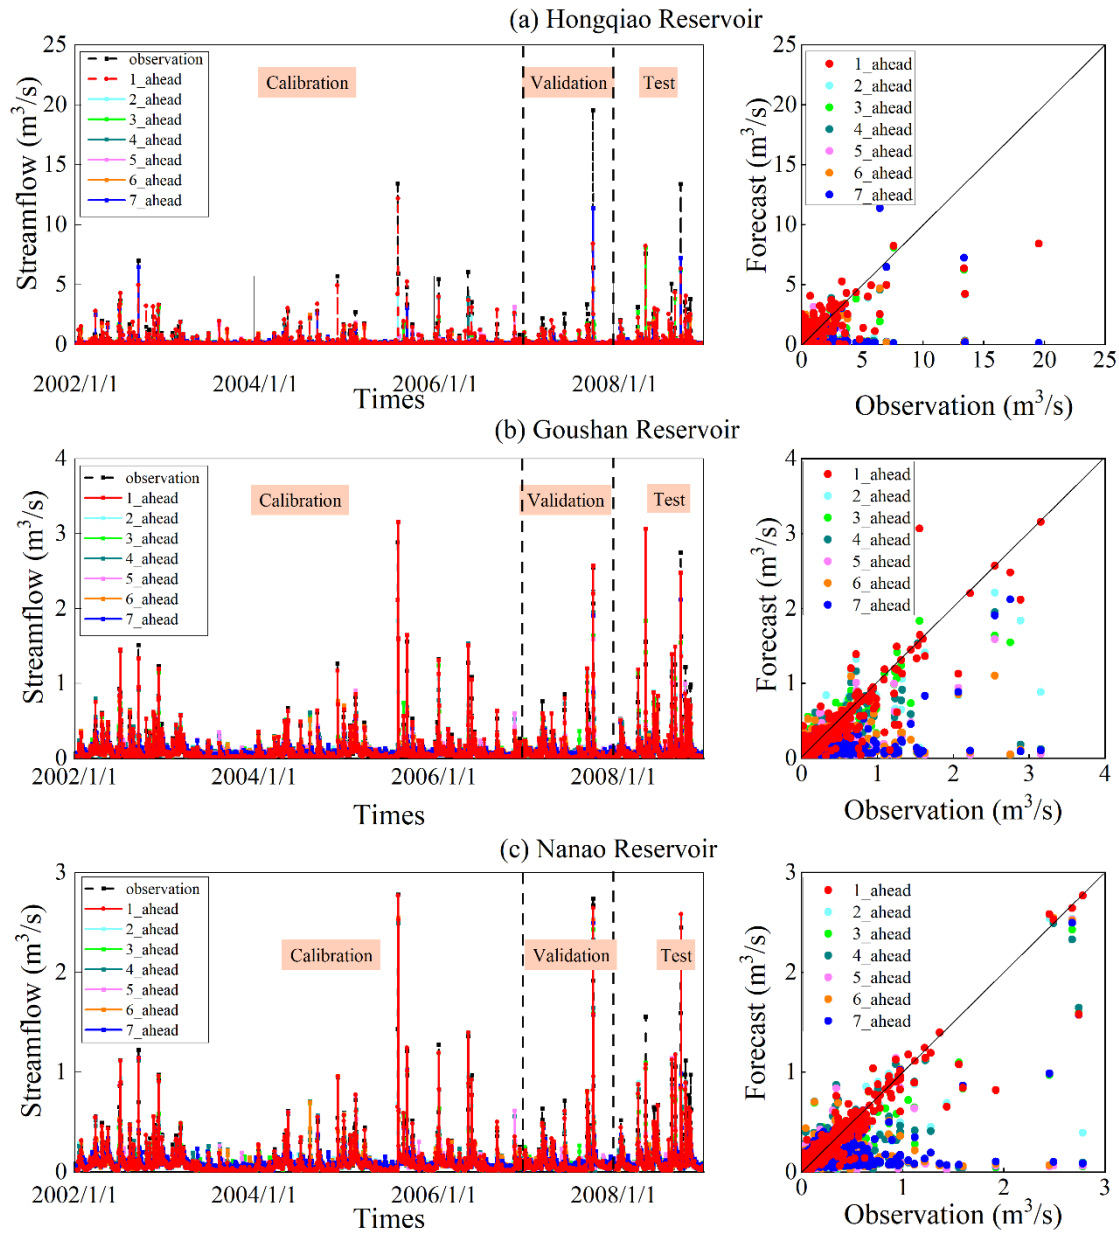 (a) Hongqiao Reservoir
Streamflow (m3/s)
25
20
15
10
5
0
observation
1_ahead
2_ahead
3_ahead
4_ahead
5_ahead
6_ahead
7_ahead
Calibration
Validation
Test
2002/1/1
2004/1/1
2006/1/1
2008/1/1
Times
Forecast (m3/s)
25
20
15
10
5
0
1_ahead
2_ahead
3_ahead
4_ahead
5_ahead
6_ahead
7_ahead
0 5 10 15 20 25
Observation (m3/s)
(b) Goushan Reservoir
Streamflow (m3/s)
4
3
2
1
0
observation
1_ahead
2_ahead
3_ahead
4_ahead
5_ahead
6_ahead
7_ahead
Calibration
Validation
Test
2002/1/1
2004/1/1
2006/1/1
2008/1/1
Times
Forecast (m3/s)
4
3
2
1
0
1_ahead
2_ahead
3_ahead
4_ahead
5_ahead
6_ahead
7_ahead
0 1 2 3 4
Observation (m3/s)
(c) Nanao Reservoir
Streamflow (m3/s)
3
2
1
0
observation
1_ahead
2_ahead
3_ahead
4_ahead
5_ahead
6_ahead
7_ahead
Calibration
Validation
Test
2002/1/1
2004/1/1
2006/1/1
2008/1/1
Times
Forecast (m3/s)
3
2
1
0
1_ahead
2_ahead
3_ahead
4_ahead
5_ahead
6_ahead
7_ahead
0 1 2 3
Observation (m3/s)